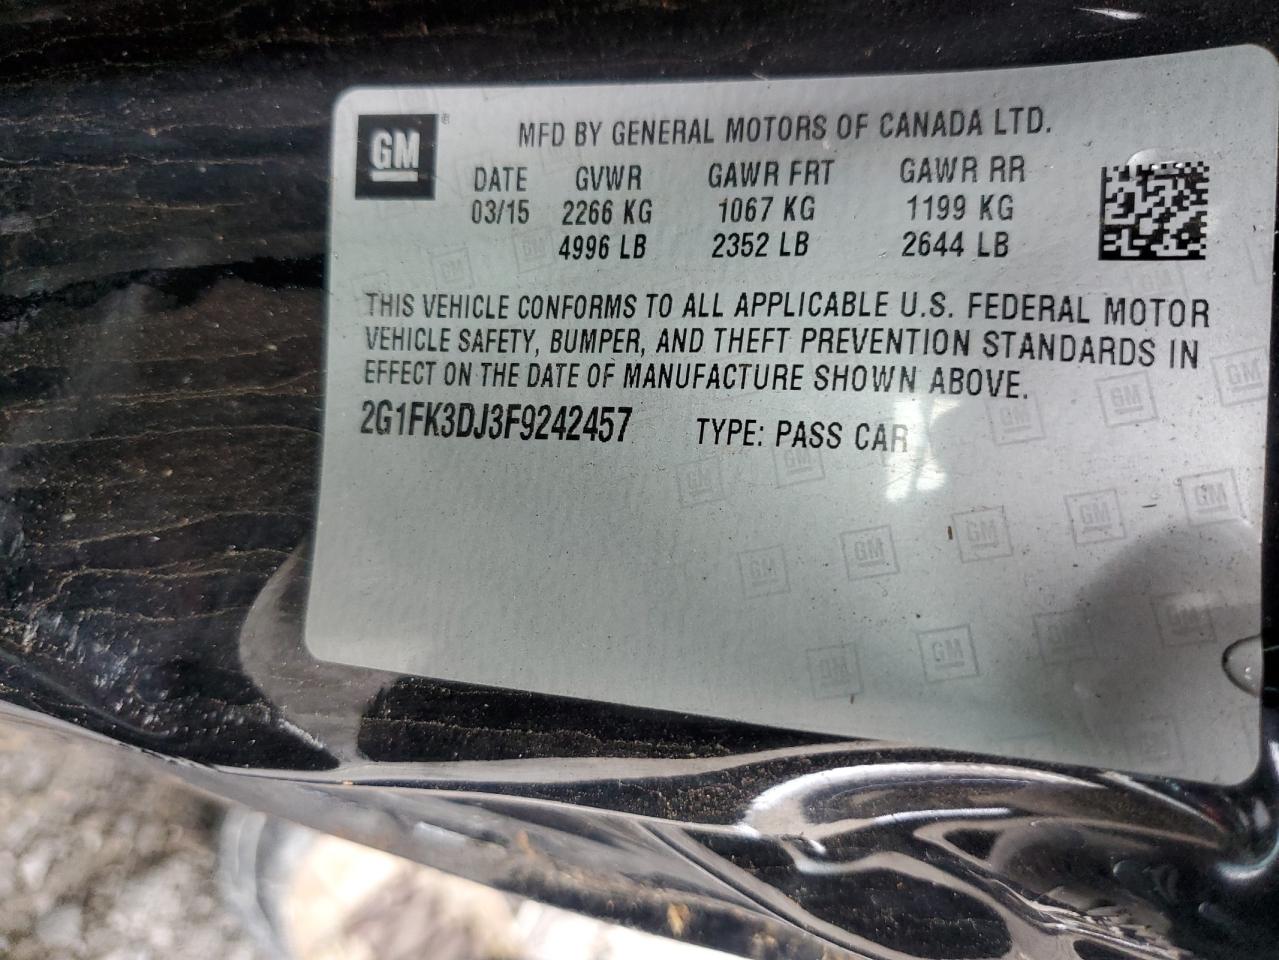 GM
MFD BY GENERAL MOTORS OF CANADA LTD.
DATE GVWR GAWR FRT GAWR RR
03/15 2266 KG 1067 KG 1199 KG
4996 LB 2352 LB 2644 LB
THIS VEHICLE CONFORMS TO ALL APPLICABLE U.S. FEDERAL MOTOR
VEHICLE SAFETY, BUMPER, AND THEFT PREVENTION STANDARDS IN
EFFECT ON THE DATE OF MANUFACTURE SHOWN ABOVE.
2G1FK3DJ3F9242457 TYPE: PASS CAR